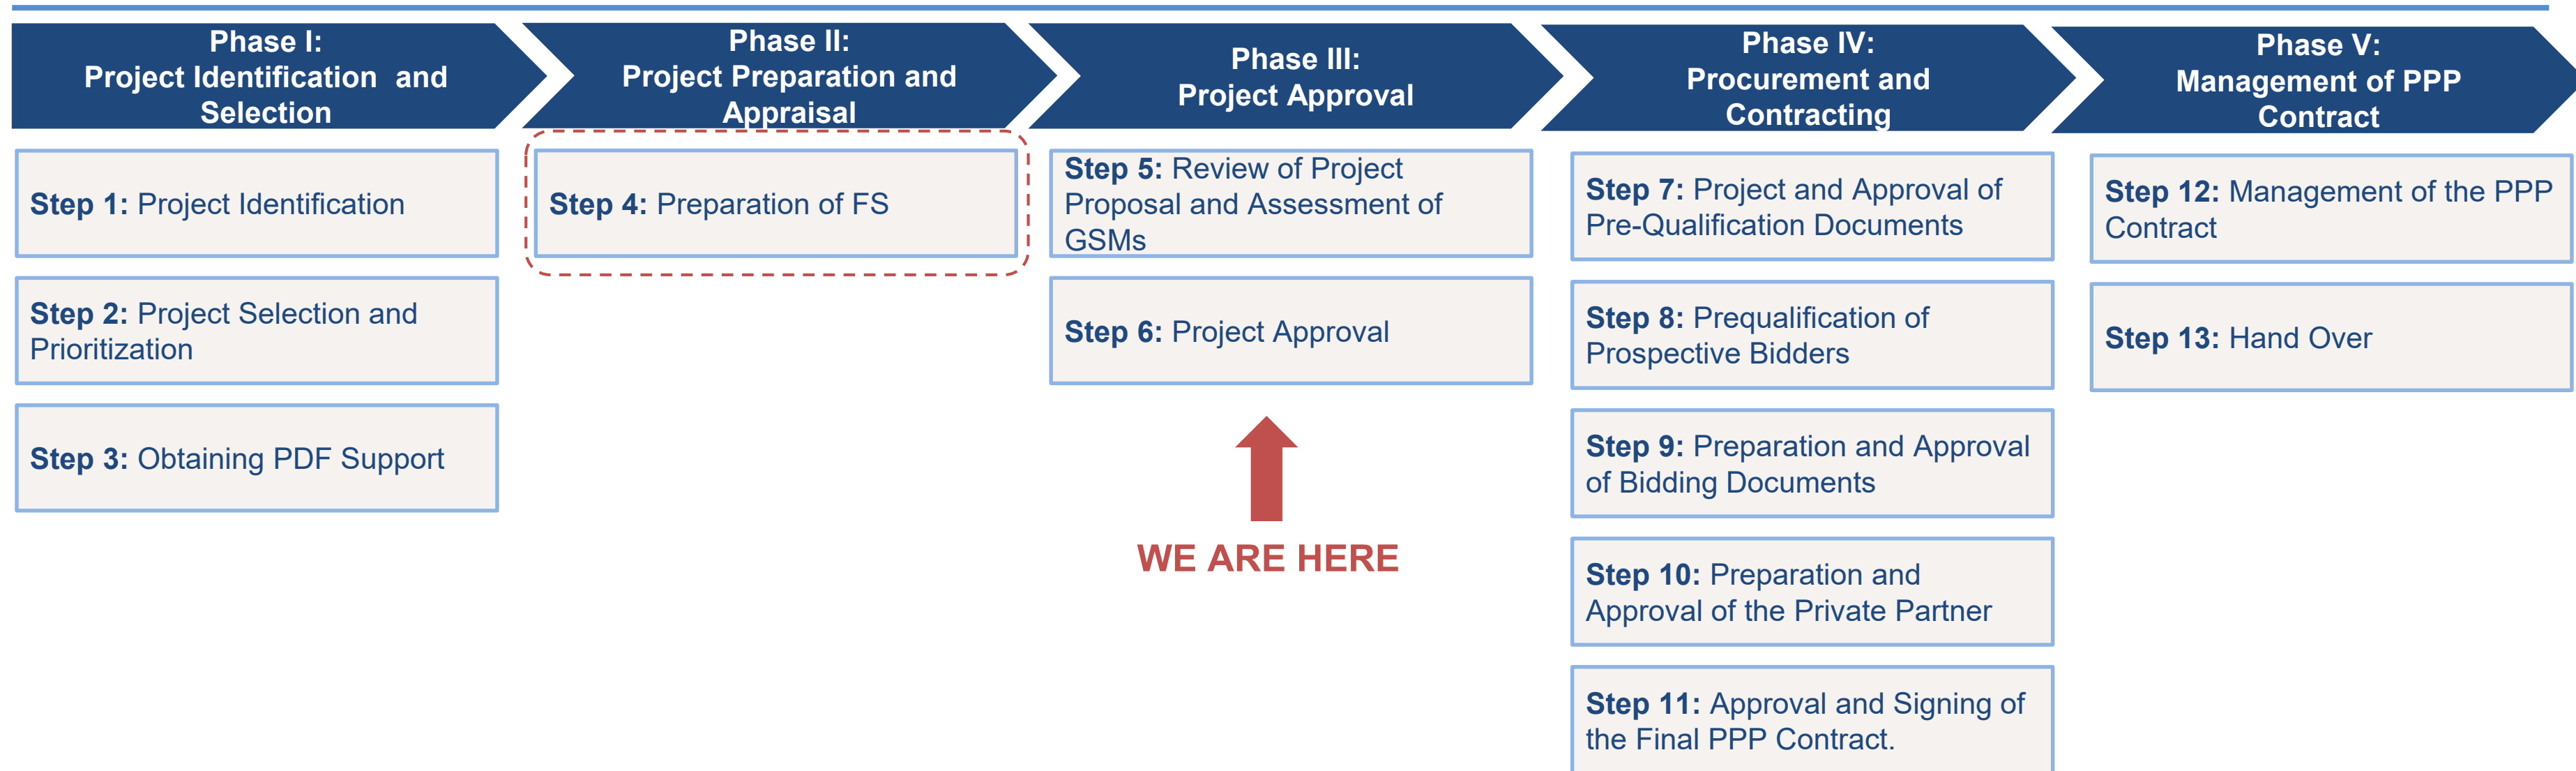 Phase I:
Project Identification and
Selection
Phase II:
Project Preparation and
Appraisal
Phase III:
Project Approval
Phase IV:
Procurement and
Contracting
Phase V:
Management of PPP
Contract
Step 1: Project Identification
Step 2: Project Selection and
Prioritization
Step 3: Obtaining PDF Support
Step 4: Preparation of FS
Step 5: Review of Project
Proposal and Assessment of
GSMs
Step 6: Project Approval
WE ARE HERE
Step 7: Project and Approval of
Pre-Qualification Documents
Step 8: Prequalification of
Prospective Bidders
Step 9: Preparation and Approval
of Bidding Documents
Step 10: Preparation and
Approval of the Private Partner
Step 11: Approval and Signing of
the Final PPP Contract.
Step 12: Management of the PPP
Contract
Step 13: Hand Over